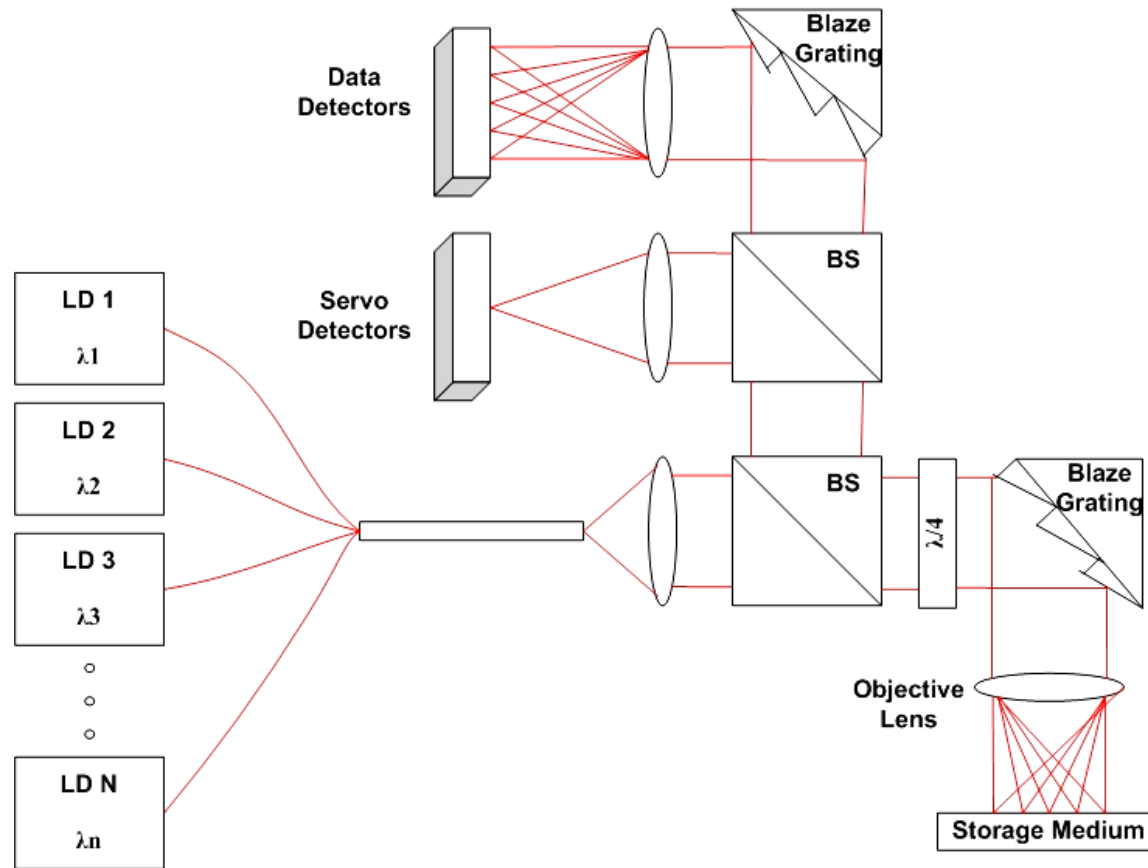 Blaze
Grating
Data
Detectors
BS
LD 1
λ1
Servo
Detectors
LD 2
λ2
BS
Blaze
Grating
λ/4
LD 3
λ3
Objective
Lens
LD N
λn
Storage Medium